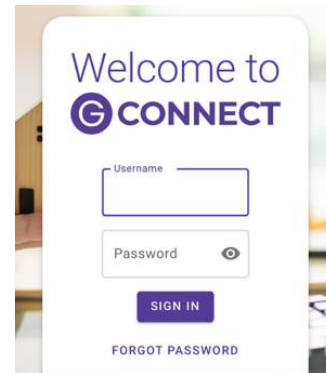 Welcome to
G CONNECT
Username
Password
SIGN IN
FORGOT PASSWORD